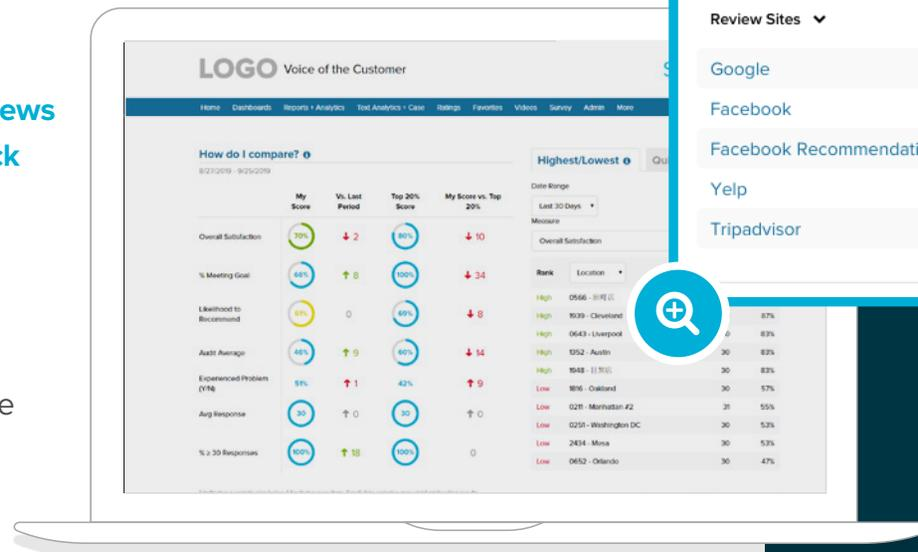 ews
ck
e
LOGO Voice of the Customer
Home Dashboards Reports + Analytics Text Analytics + Case Ratings Favorites Videos Survey Admin More
How do I compare?
8/27/2019 - 9/25/2019
My Score Vs. Last Period Top 20% Score My Score vs. Top 20%
Overall Satisfaction 70% 2 80% 10
% Meeting Goal 66% 8 100% 34
Likelihood to Recommend 61% 0 69% 8
Audit Average 46% 9 60% 14
Experienced Problem (Y/N) 51% 1 42% 9
Avg Response 30 0 30 0
% ≥ 30 Responses 100% 18 100% 0
Highest/Lowest Qu
Date Range
Last 30 Days
Measure
Overall Satisfaction
Rank Location
High 0566 -
High 1939 - Cleveland 87%
High 0643 - Liverpool 83%
High 1352 - Austin 30 83%
High 1948 - 30 83%
Low 1816 - Oakland 30 57%
Low 0211 - Manhattan #2 31 55%
Low 0251 - Washington DC 30 53%
Low 2434 - Mesa 30 53%
Low 0652 - Orlando 30 47%
Review Sites
Google
Facebook
Facebook Recommendati
Yelp
Tripadvisor